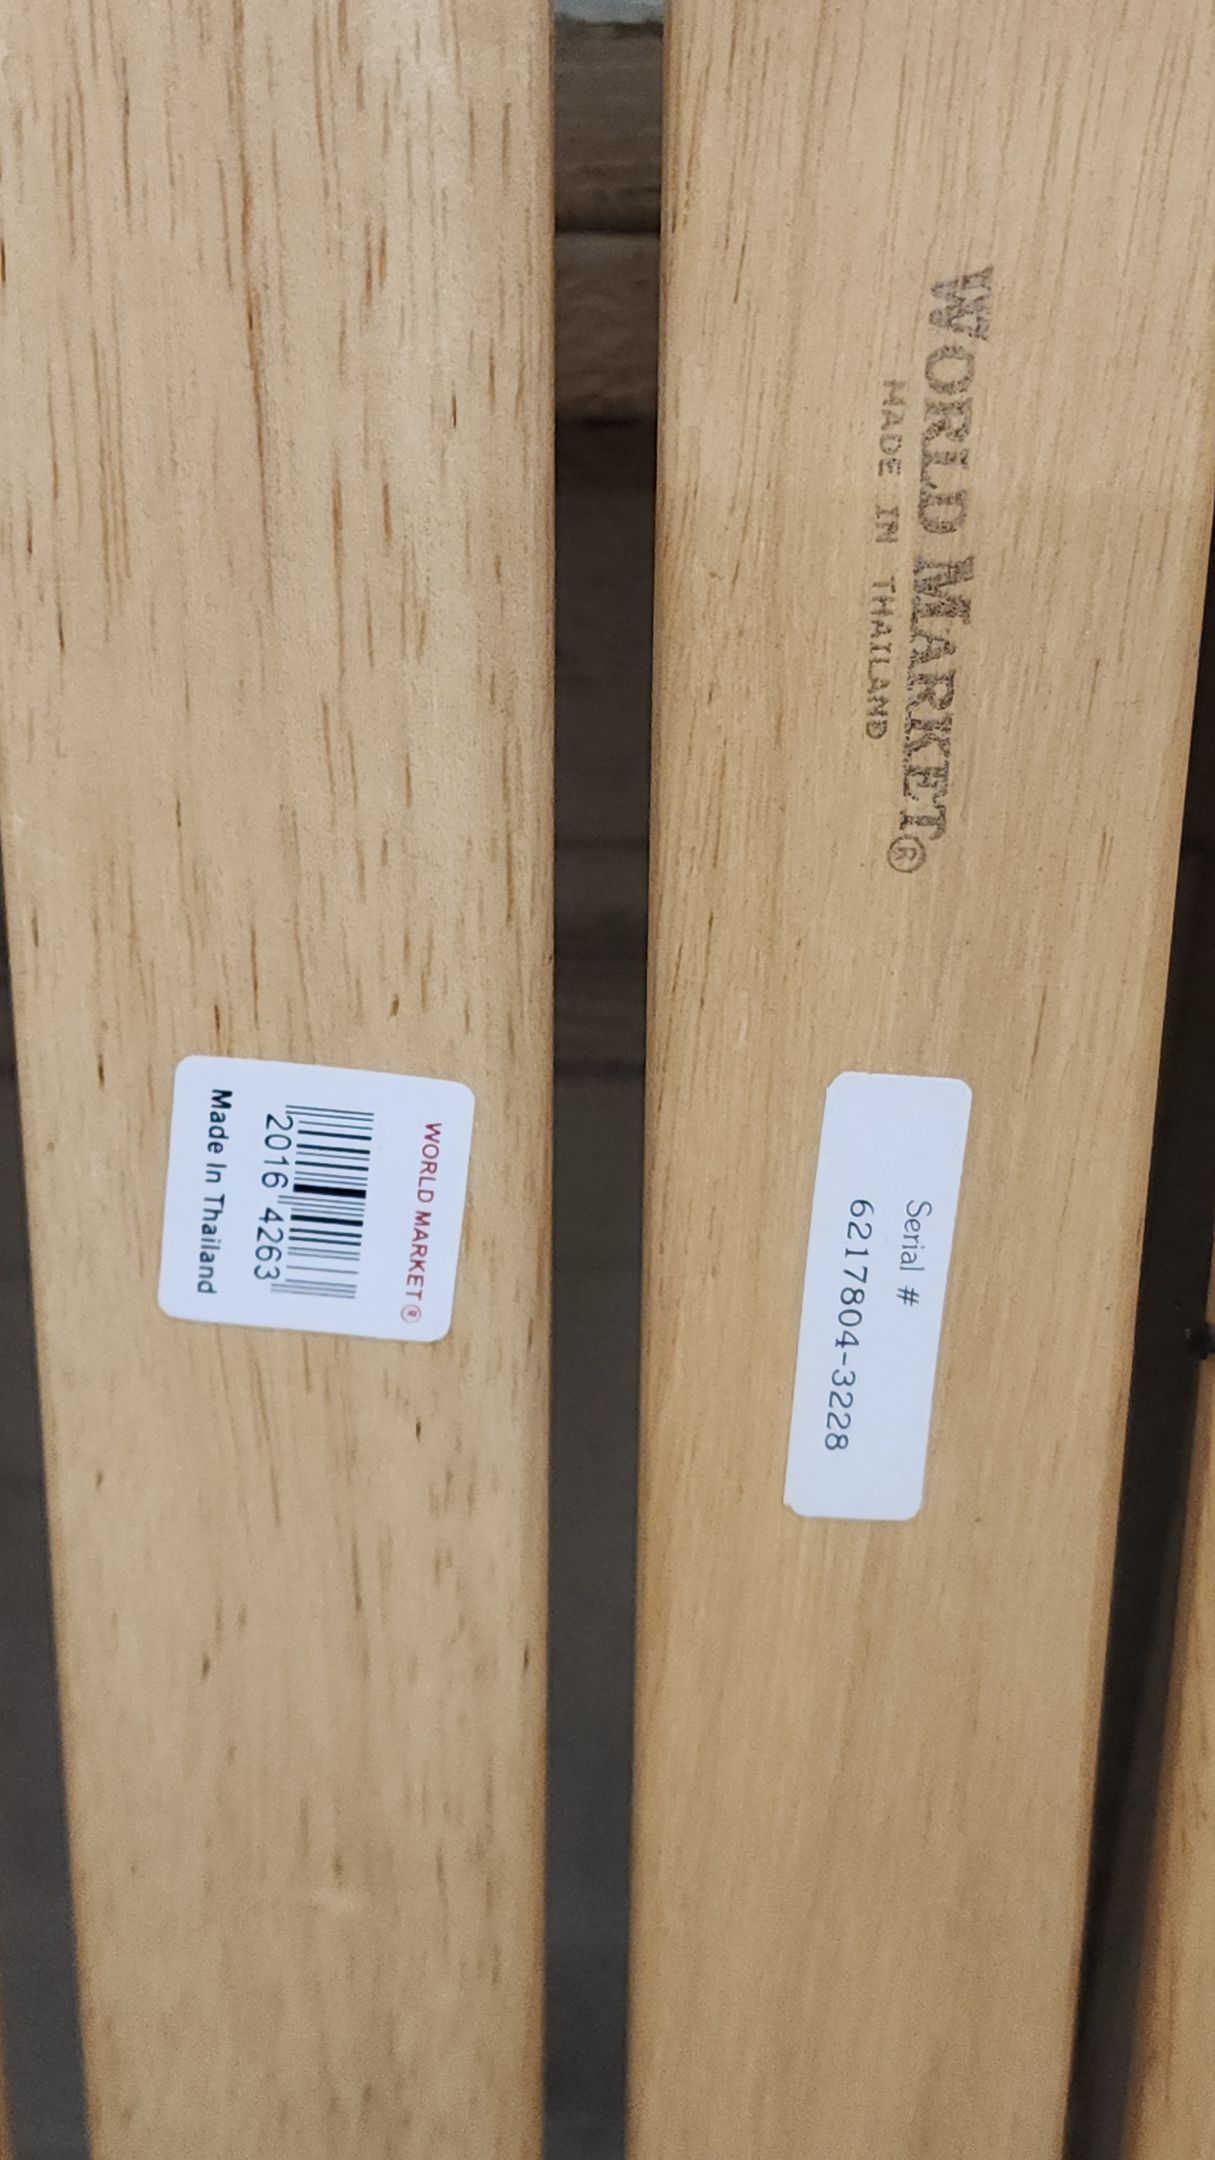 WORLD MARKET®
MADE IN THAILAND
Serial #
6217804-3228
WORLD MARKET®
2016 4263
Made In Thailand